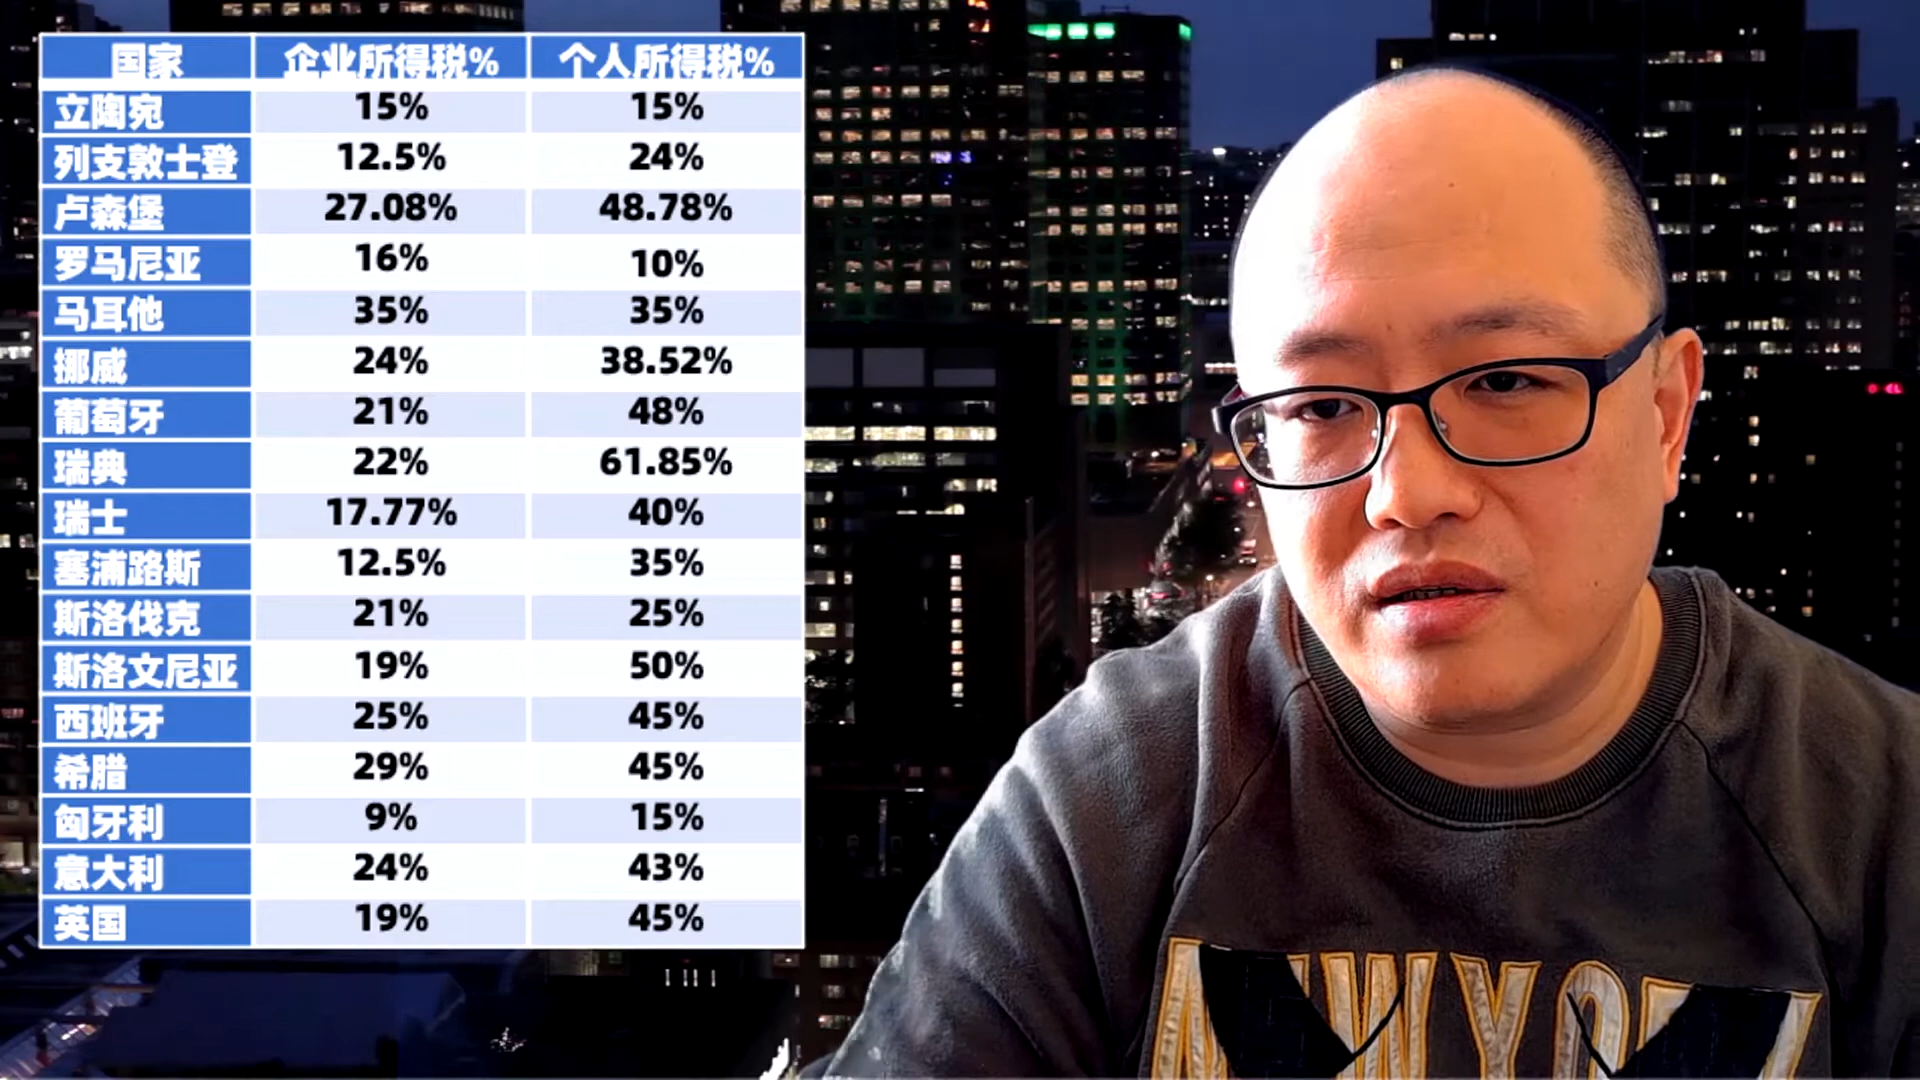 国家 企业所得税% 个人所得税%
立陶宛 15% 15%
列支敦士登 12.5% 24%
卢森堡 27.08% 48.78%
罗马尼亚 16% 10%
马耳他 35% 35%
挪威 24% 38.52%
葡萄牙 21% 48%
瑞典 22% 61.85%
瑞士 17.77% 40%
塞浦路斯 12.5% 35%
斯洛伐克 21% 25%
斯洛文尼亚 19% 50%
西班牙 25% 45%
希腊 29% 45%
匈牙利 9% 15%
意大利 24% 43%
英国 19% 45%